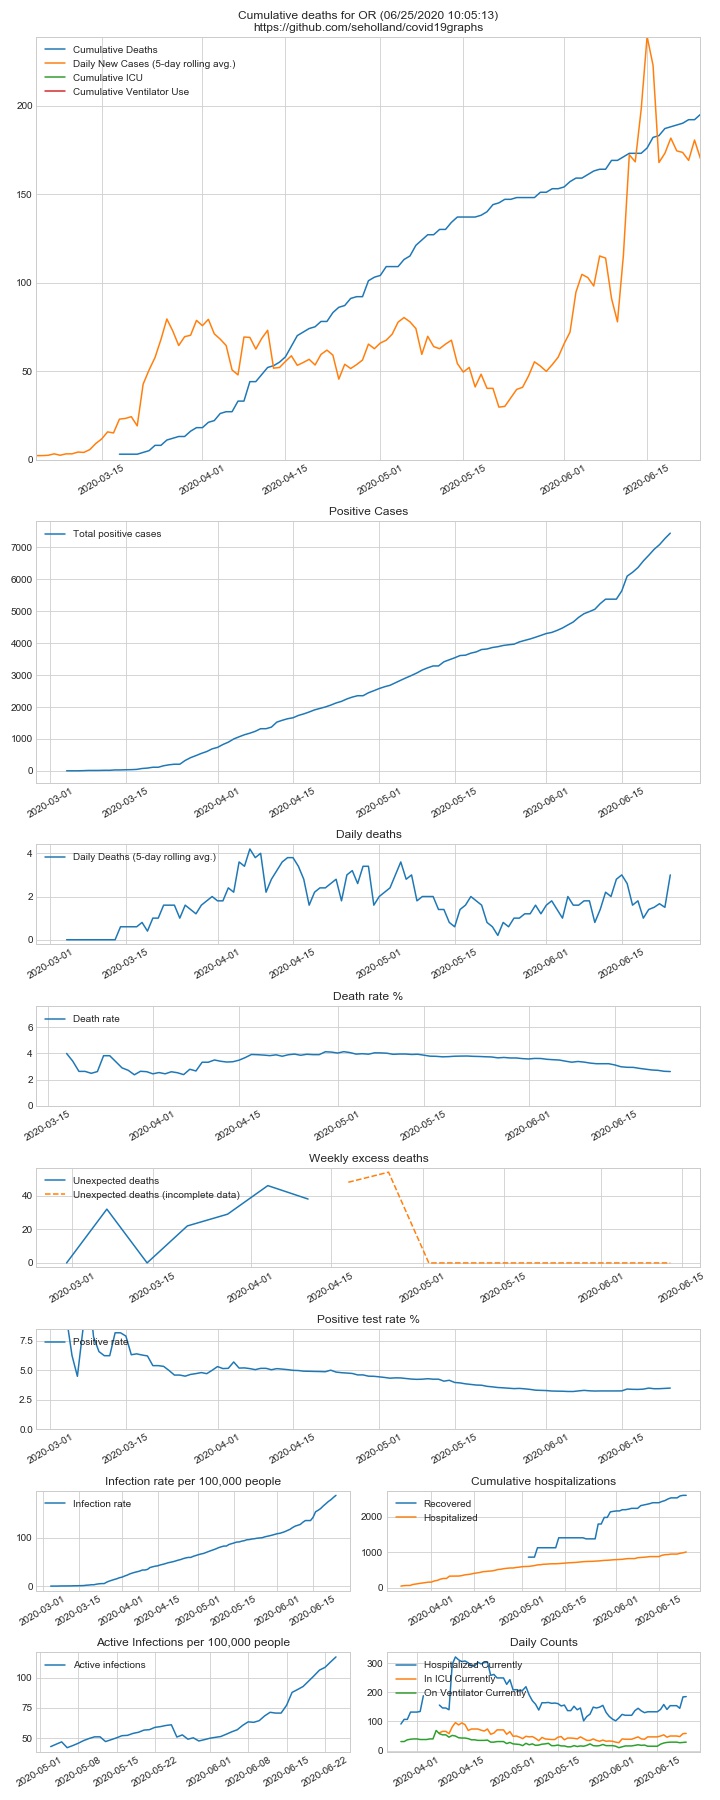 Cumulative deaths for OR (06/25/2020 10:05:13)
https://github.com/seholland/covid19graphs
Cumulative Deaths
Daily New Cases (5-day rolling avg.)
Cumulative ICU
Cumulative Ventilator Use
200
150
100
50
0
2020-03-15 2020-04-01 2020-04-15 2020-05-01 2020-05-15 2020-06-01 2020-06-15
Positive Cases
Total positive cases
7000
6000
5000
4000
3000
2000
1000
0
2020-03-01 2020-03-15 2020-04-01 2020-04-15 2020-05-01 2020-05-15 2020-06-01 2020-06-15
Daily deaths
Daily Deaths (5-day rolling avg.)
4
2
0
2020-03-01 2020-03-15 2020-04-01 2020-04-15 2020-05-01 2020-05-15 2020-06-01 2020-06-15
Death rate %
Death rate
6
4
2
0
2020-03-15 2020-04-01 2020-04-15 2020-05-01 2020-05-15 2020-06-01 2020-06-15
Weekly excess deaths
Unexpected deaths
Unexpected deaths (incomplete data)
40
20
0
2020-03-01 2020-03-15 2020-04-01 2020-04-15 2020-05-01 2020-05-15 2020-06-01 2020-06-15
Positive test rate %
Positive rate
7.5
5.0
2.5
0.0
2020-03-01 2020-03-15 2020-04-01 2020-04-15 2020-05-01 2020-05-15 2020-06-01 2020-06-15
Infection rate per 100,000 people
Infection rate
100
0
2020-03-01 2020-03-15 2020-04-01 2020-04-15 2020-05-01 2020-05-15 2020-06-01 2020-06-15
Cumulative hospitalizations
Recovered
Hospitalized
2000
1000
0
2020-04-01 2020-04-15 2020-05-01 2020-05-15 2020-06-01 2020-06-15
Active Infections per 100,000 people
Active infections
100
75
50
2020-05-01 2020-05-08 2020-05-15 2020-05-22 2020-06-01 2020-06-08 2020-06-15 2020-06-22
Daily Counts
Hospitalized Currently
In ICU Currently
On Ventilator Currently
300
200
100
0
2020-04-01 2020-04-15 2020-05-01 2020-05-15 2020-06-01 2020-06-15